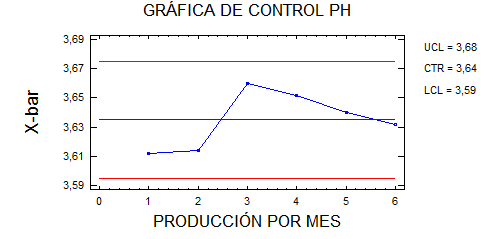 GRÁFICA DE CONTROL PH
UCL = 3,68
CTR = 3,64
LCL = 3,59
X-bar
3,69
3,67
3,65
3,63
3,61
3,59
0 1 2 3 4 5 6
PRODUCCIÓN POR MES